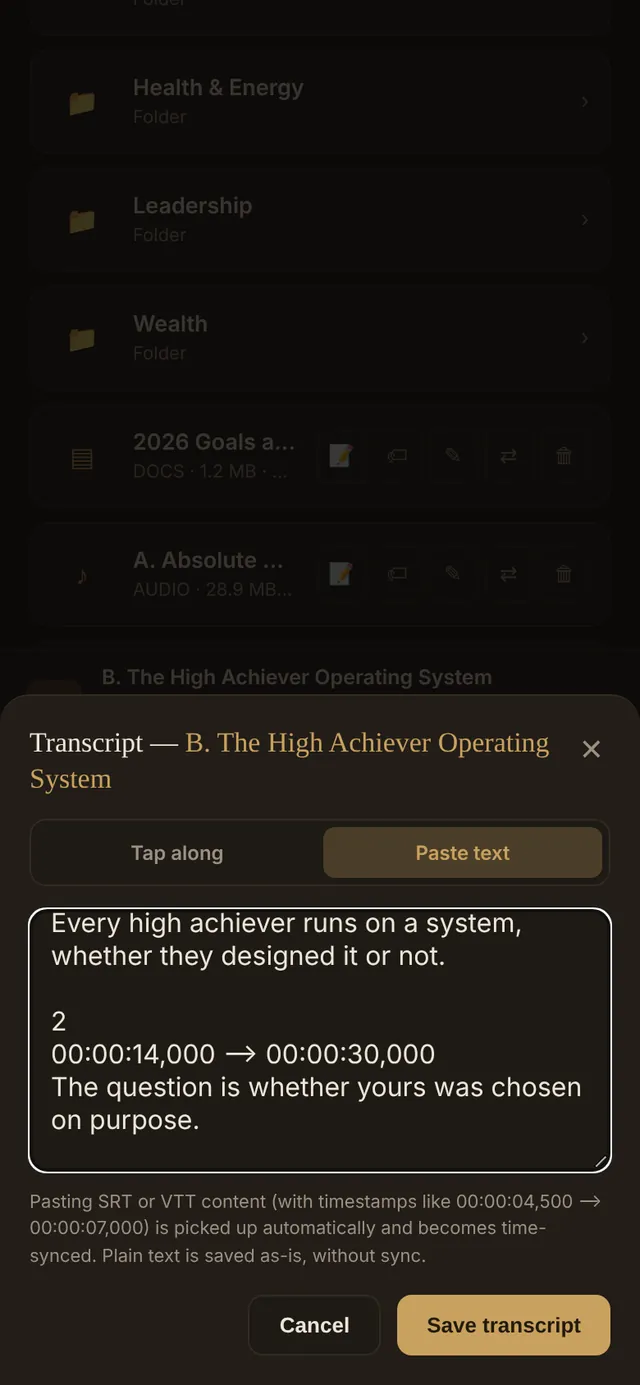 Folder
Health & Energy
Folder
Leadership
Folder
Wealth
Folder
2026 Goals a...
DOCS · 1.2 MB · ...
A. Absolute ...
AUDIO · 28.9 MB...
B. The High Achiever Operating System
Transcript — B. The High Achiever Operating
System
Tap along
Paste text
Every high achiever runs on a system,
whether they designed it or not.
2
00:00:14,000 --> 00:00:30,000
The question is whether yours was chosen
on purpose.
Pasting SRT or VTT content (with timestamps like 00:00:04,500 -->
00:00:07,000) is picked up automatically and becomes time-
synced. Plain text is saved as-is, without sync.
Cancel
Save transcript